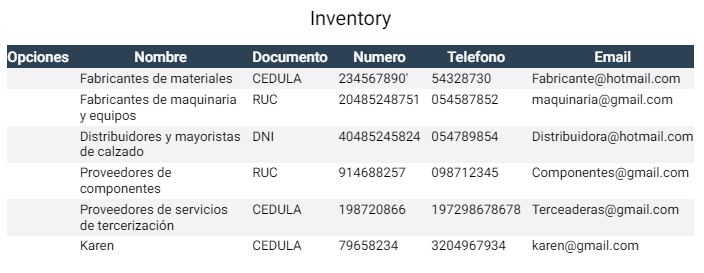 Inventory
Opciones Nombre Documento Numero Telefono Email
Fabricantes de materiales CEDULA 234567890' 54328730 Fabricante@hotmail.com
Fabricantes de maquinaria RUC 20485248751 054587852 maquinaria@gmail.com
y equipos
Distribuidores y mayoristas DNI 40485245824 054789854 Distribuidora@hotmail.com
de calzado
Proveedores de RUC 914688257 098712345 Componentes@gmail.com
componentes
Proveedores de servicios CEDULA 198720866 197298678678 Terceaderas@gmail.com
de tercerización
Karen CEDULA 79658234 3204967934 karen@gmail.com